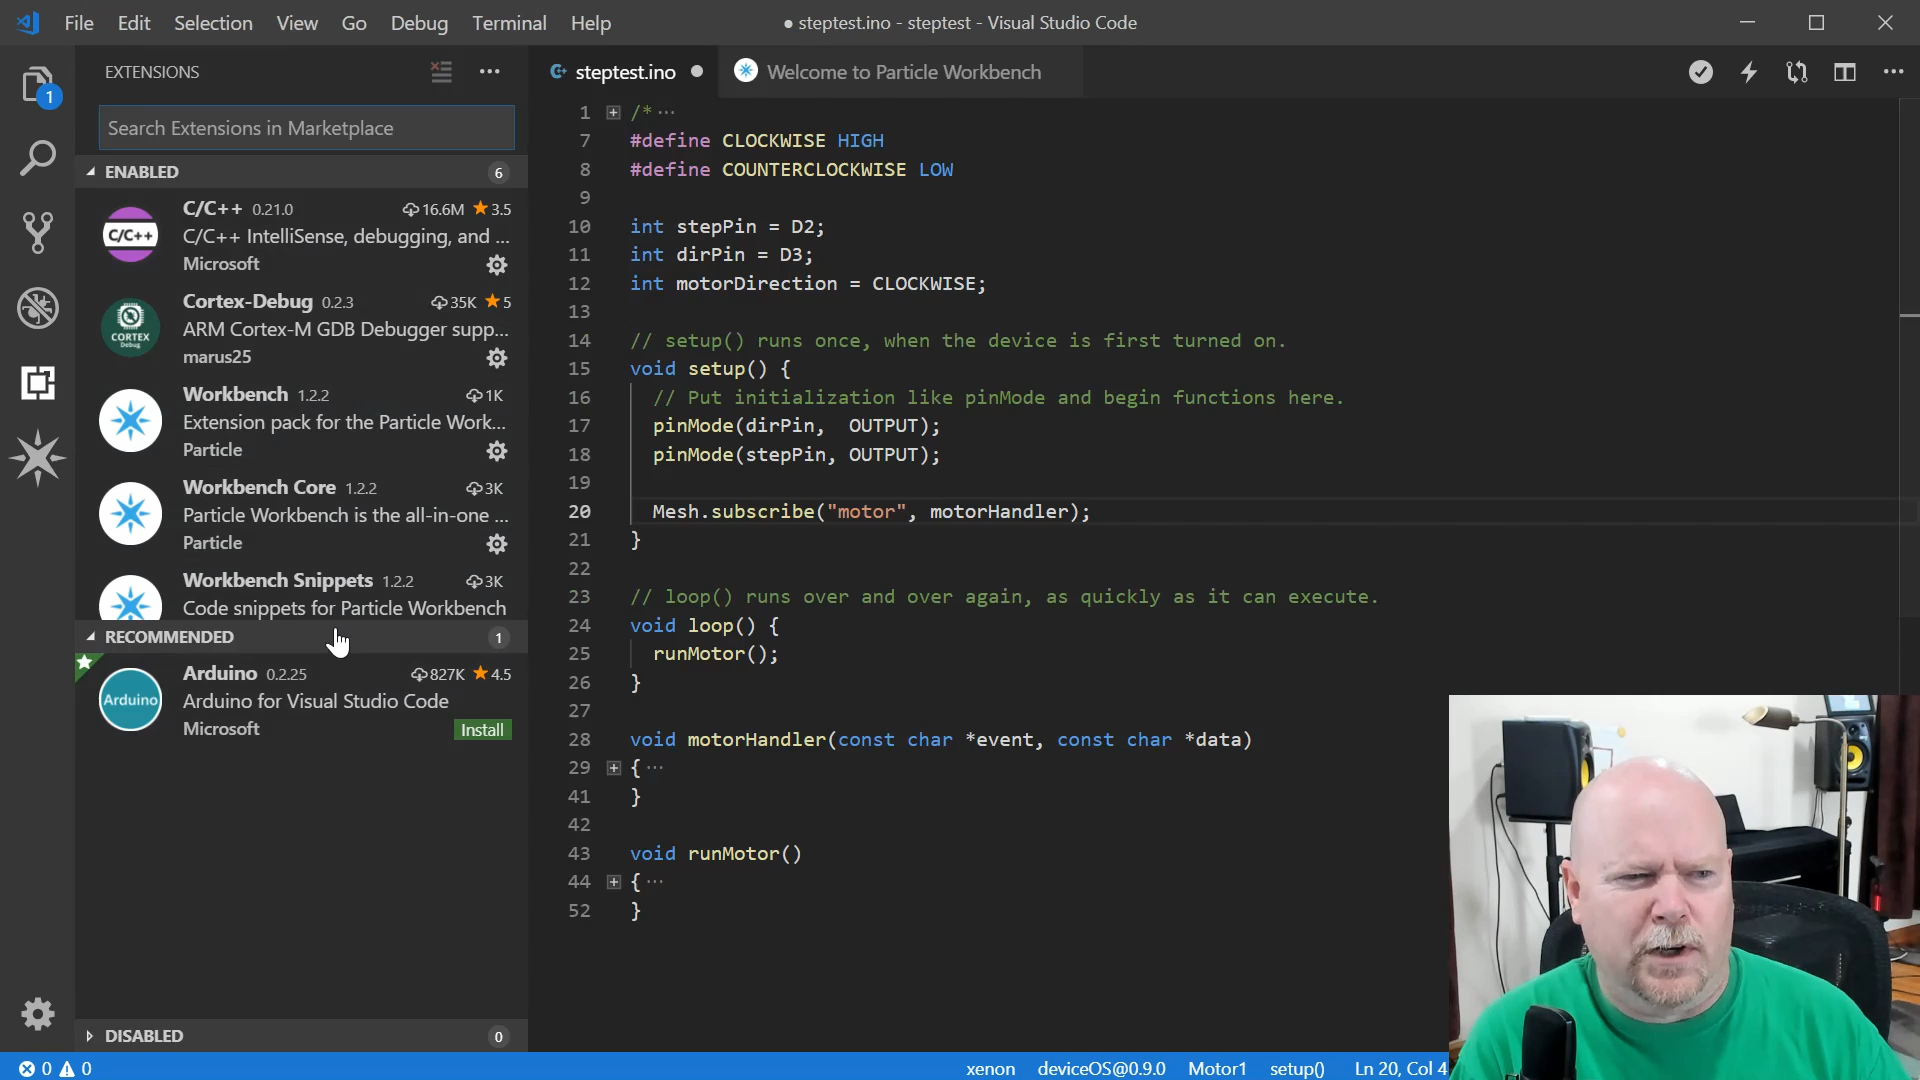 File Edit Selection View Go Debug Terminal Help
● steptest.ino - steptest - Visual Studio Code
1
EXTENSIONS
Search Extensions in Marketplace
ENABLED 6
C/C++ 0.21.0 16.6M ★ 3.5
C/C++
C/C++ IntelliSense, debugging, and ...
Microsoft
Cortex-Debug 0.2.3 35K ★ 5
CORTEX
Debug
ARM Cortex-M GDB Debugger supp...
marus25
Workbench 1.2.2 1K
Extension pack for the Particle Work...
Particle
Workbench Core 1.2.2 3K
Particle Workbench is the all-in-one ...
Particle
Workbench Snippets 1.2.2 3K
Code snippets for Particle Workbench
RECOMMENDED 1
Arduino 0.2.25 827K ★ 4.5
Arduino
Arduino for Visual Studio Code
Microsoft Install
DISABLED 0
steptest.ino ● Welcome to Particle Workbench
1 /* ···
7 #define CLOCKWISE HIGH
8 #define COUNTERCLOCKWISE LOW
9
10 int stepPin = D2;
11 int dirPin = D3;
12 int motorDirection = CLOCKWISE;
13
14 // setup() runs once, when the device is first turned on.
15 void setup() {
16 // Put initialization like pinMode and begin functions here.
17 pinMode(dirPin,  OUTPUT);
18 pinMode(stepPin, OUTPUT);
19
20 Mesh.subscribe("motor", motorHandler);
21 }
22
23 // loop() runs over and over again, as quickly as it can execute.
24 void loop() {
25 runMotor();
26 }
27
28 void motorHandler(const char *event, const char *data)
29 { ···
41 }
42
43 void runMotor()
44 { ···
52 }
0 0 xenon deviceOS@0.9.0 Motor1 setup() Ln 20, Col 4